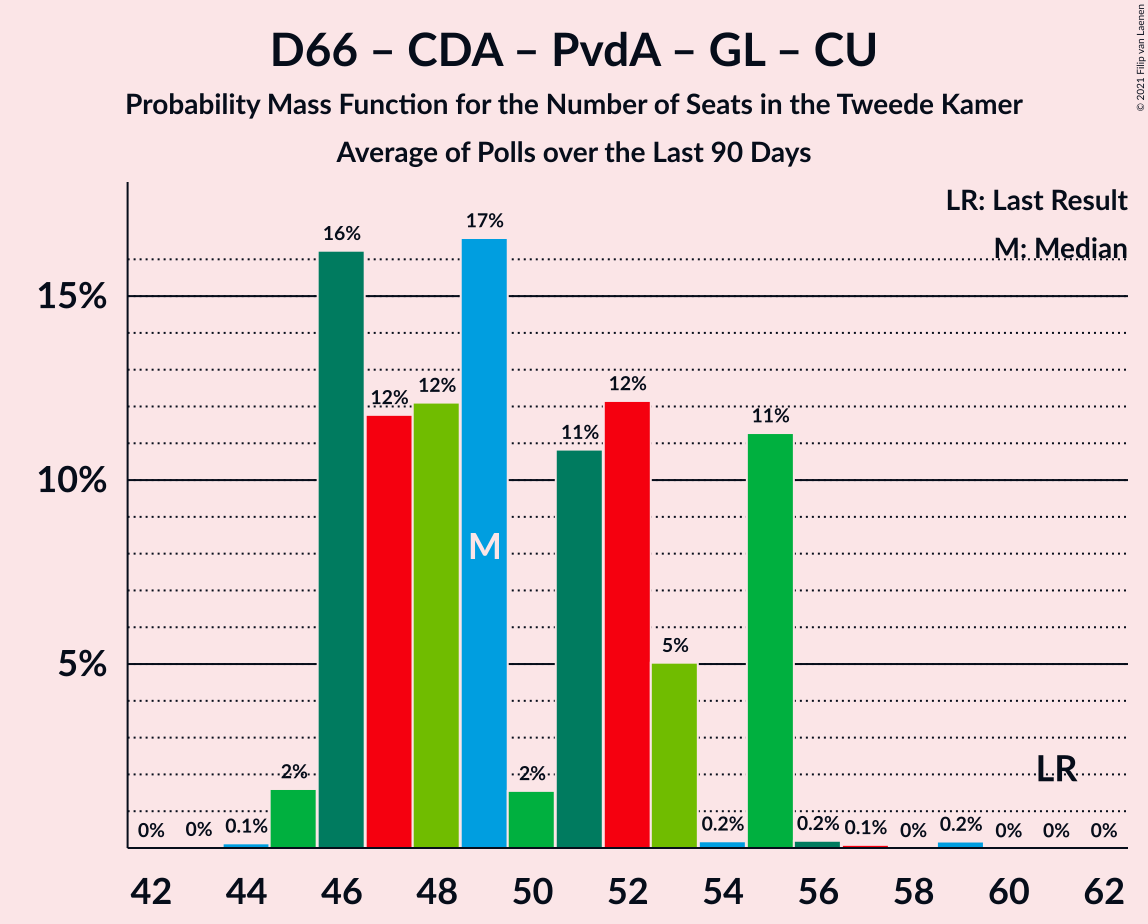 D66 – CDA – PvdA – GL – CU
Probability Mass Function for the Number of Seats in the Tweede Kamer
Average of Polls over the Last 90 Days
© 2021 Filip van Laenen
LR: Last Result
M: Median
15%
10%
5%
0%
0%
0.1%
2%
16%
12%
12%
17%
2%
11%
12%
5%
0.2%
11%
0.2%
0.1%
0%
0.2%
0%
0%
0%
M
LR
42 44 46 48 50 52 54 56 58 60 62